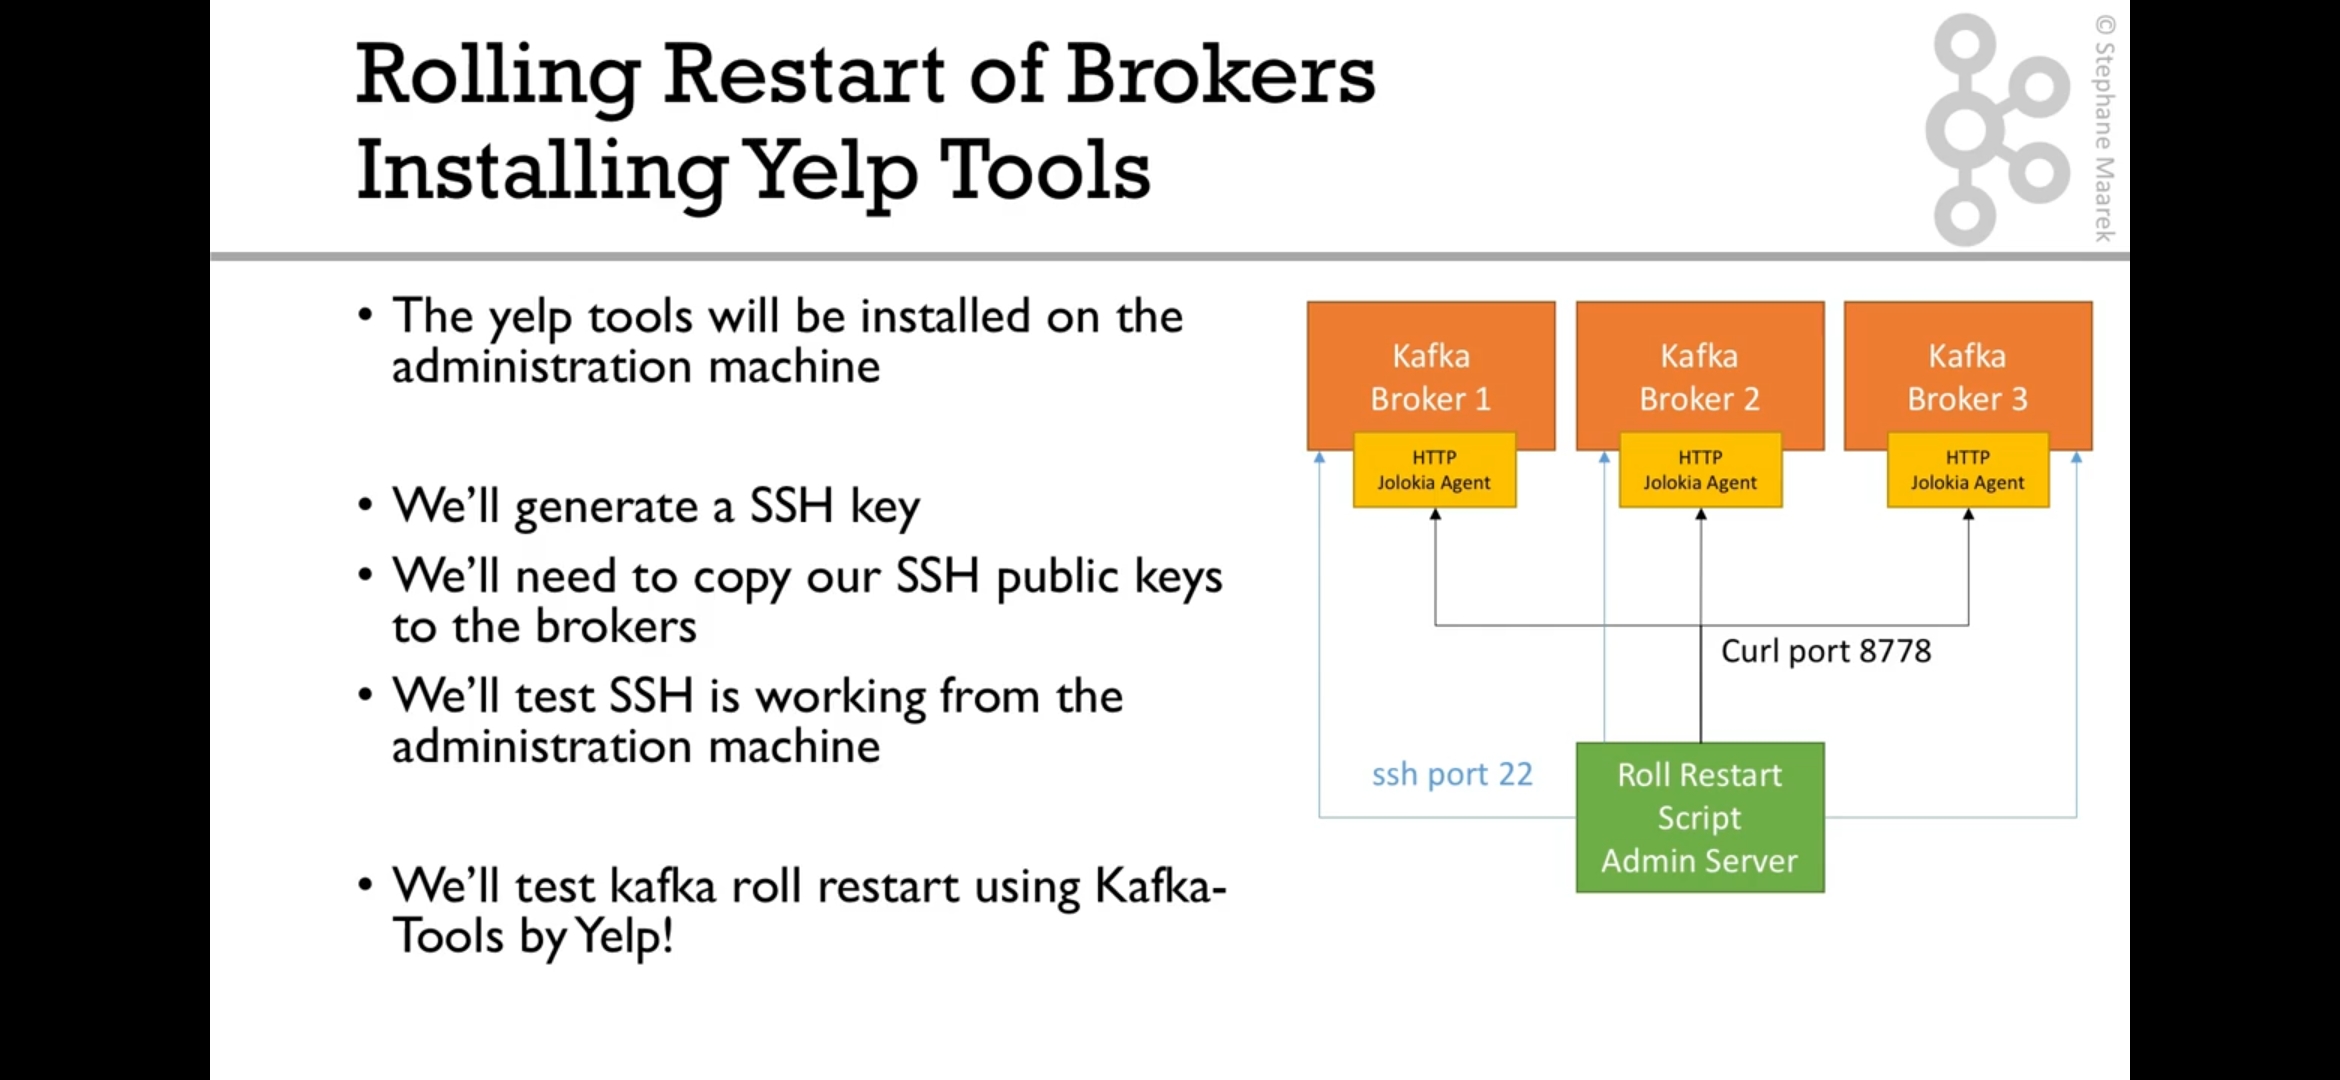 Rolling Restart of Brokers
Installing Yelp Tools
© Stephane Maarek
• The yelp tools will be installed on the
administration machine
• We’ll generate a SSH key
• We’ll need to copy our SSH public keys
to the brokers
• We’ll test SSH is working from the
administration machine
• We’ll test kafka roll restart using Kafka-
Tools by Yelp!
Kafka
Broker 1
HTTP
Jolokia Agent
Kafka
Broker 2
HTTP
Jolokia Agent
Kafka
Broker 3
HTTP
Jolokia Agent
Curl port 8778
ssh port 22
Roll Restart
Script
Admin Server